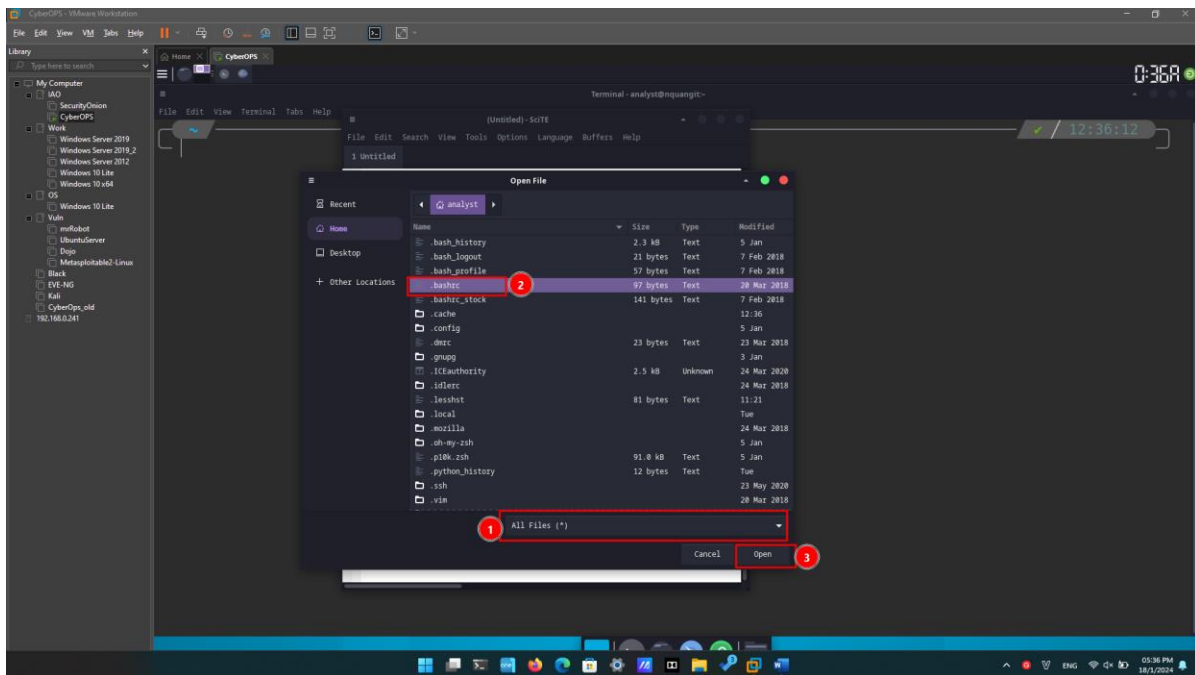 CyberOPS - VMware Workstation
File Edit View VM Tabs Help
Library
Type here to search
My Computer
IAO
SecurityOnion
CyberOPS
Work
Windows Server 2019
Windows Server 2019_2
Windows Server 2012
Windows 10 Lite
Windows 10 x64
OS
Windows 10 Lite
Vuln
mrRobot
UbuntuServer
Dojo
Metasploitable2-Linux
Black
EVE-NG
Kali
CyberOps_old
192.168.0.241
Home CyberOPS
Terminal - analyst@nquangit:~
File Edit View Terminal Tabs Help
~
12:36:12
(Untitled) - SciTE
File Edit Search View Tools Options Language Buffers Help
1 Untitled
Open File
Recent
Home
Desktop
+ Other Locations
analyst
Name Size Type Modified
.bash_history 2.3 kB Text 5 Jan
.bash_logout 21 bytes Text 7 Feb 2018
.bash_profile 57 bytes Text 7 Feb 2018
.bashrc 97 bytes Text 20 Mar 2018
2
.bashrc_stock 141 bytes Text 7 Feb 2018
.cache 12:36
.config 5 Jan
.dmrc 23 bytes Text 23 Mar 2018
.gnupg 3 Jan
.ICEauthority 2.5 kB Unknown 24 Mar 2020
.idlerc 24 Mar 2018
.lesshst 81 bytes Text 11:21
.local Tue
.mozilla 24 Mar 2018
.oh-my-zsh 5 Jan
.p10k.zsh 91.0 kB Text 5 Jan
.python_history 12 bytes Text Tue
.ssh 23 May 2020
.vim 20 Mar 2018
1
All Files (*)
Cancel Open
3
ENG
05:36 PM
18/1/2024